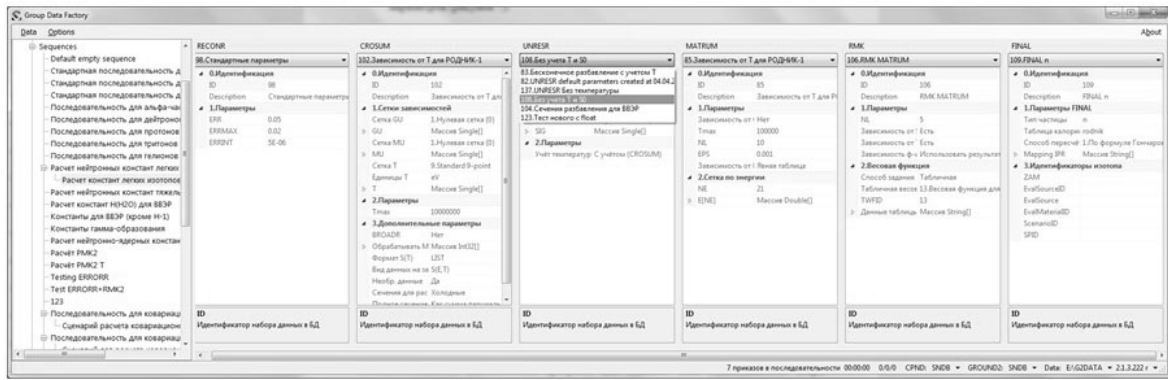 Group Data Factory
Data Options About
Sequences
Default empty sequence
Стандартная последовательность д
Стандартная последовательность д
Стандартная последовательность д
Последовательность для альфа-час
Последовательность для дейтроно
Последовательность для протонов
Последовательность для тритонов
Последовательность для гелионов
Расчет нейтронных констант легких
Расчет констант легких изотопов
Расчет нейтронных констант тяжель
Расчет констант H(H2O) для ВВЭР
Константы для ВВЭР (кроме H-1)
Константы гамма-образования
Расчет нейтронно-ядерных констан
Расчёт РМК2
Расчёт РМК2 T
Testing ERRORR
Test ERRORR+RMK2
123
Последовательность для ковариац
Сценарий расчета ковариационн
Последовательность для ковариац
RECONR
98.Стандартные параметры
0.Идентификация
ID 98
Description Стандартные параметры
1.Параметры
ERR 0.05
ERRMAX 0.02
ERRINT 5E-06
ID
Идентификатор набора данных в БД
CROSUM
102.Зависимость от T для РОДНИК-1
0.Идентификация
ID 102
Description Зависимость от T для
1.Сетки зависимостей
Сетка GU 1.Нулевая сетка (0)
GU Массив Single[]
Сетка MU 1.Нулевая сетка (0)
MU Массив Single[]
Сетка T 9.Standard 9-point
Единицы T eV
T Массив Single[]
2.Параметры
Tmax 10000000
3.Дополнительные параметры
BROADR Нет
Обрабатывать M Массив Int32[]
Формат S(T) LIST
Вид данных на за S(E,T)
Необр. данные Да
Сечения для рас Холодные
ID
Идентификатор набора данных в БД
UNRESR
108.Без учета T и S0
83.Бесконечное разбавление с учетом T
82.UNRESR default paramaters created at 04.04.2
137.UNRESR Без температуры
108.Без учета T и S0
104.Сечения разбавления для ВВЭР
123.Тест нового с float
SIG Массив Single[]
2.Параметры
Учёт температур С учётом (CROSUM)
ID
Идентификатор набора данных в БД
MATRUM
85.Зависимость от T для РОДНИК-1
0.Идентификация
ID 85
Description Зависимость от T для Р
1.Параметры
Зависимость от Нет
Tmax 100000
NL 10
EPS 0.001
Зависимость от Явная таблица
2.Сетка по энергии
NE 21
E[NE] Массив Double[]
ID
Идентификатор набора данных в БД
RMK
106.RMK MATRUM
0.Идентификация
ID 106
Description RMK MATRUM
1.Параметры
NL 5
Зависимость от Есть
Зависимость от Есть
Зависимость ф-ч Использовать результат
2.Весовая функция
Способ задания Табличная
Табличная весов 13.Весовая функция для
TWFID 13
Данные таблиць Массив String[]
ID
Идентификатор набора данных в БД
FINAL
109.FINAL n
0.Идентификация
ID 109
Description FINAL n
1.Параметры FINAL
Тип частицы n
Таблица калори rodnik
Способ пересчё 1.По формуле Гончаров
Mapping IPR Массив String[]
3.Идентификаторы изотопа
ZAM
EvalSourceID
EvalSource
EvalMaterialID
ScenarioID
SPID
ID
Идентификатор набора данных в БД
7 приказов в последовательности 00:00:00 0/0/0 CPND: SNDB GROUND2: SNDB Data: E:\G2DATA 2.1.3.222 r